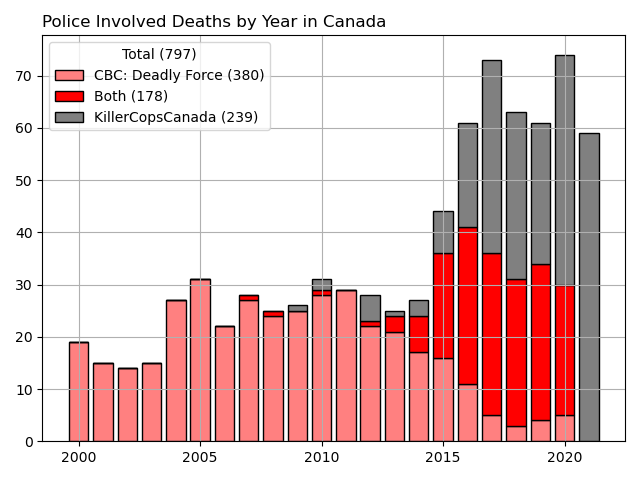 Police Involved Deaths by Year in Canada
Total (797)
CBC: Deadly Force (380)
Both (178)
KillerCopsCanada (239)
70
60
50
40
30
20
10
0
2000 2005 2010 2015 2020